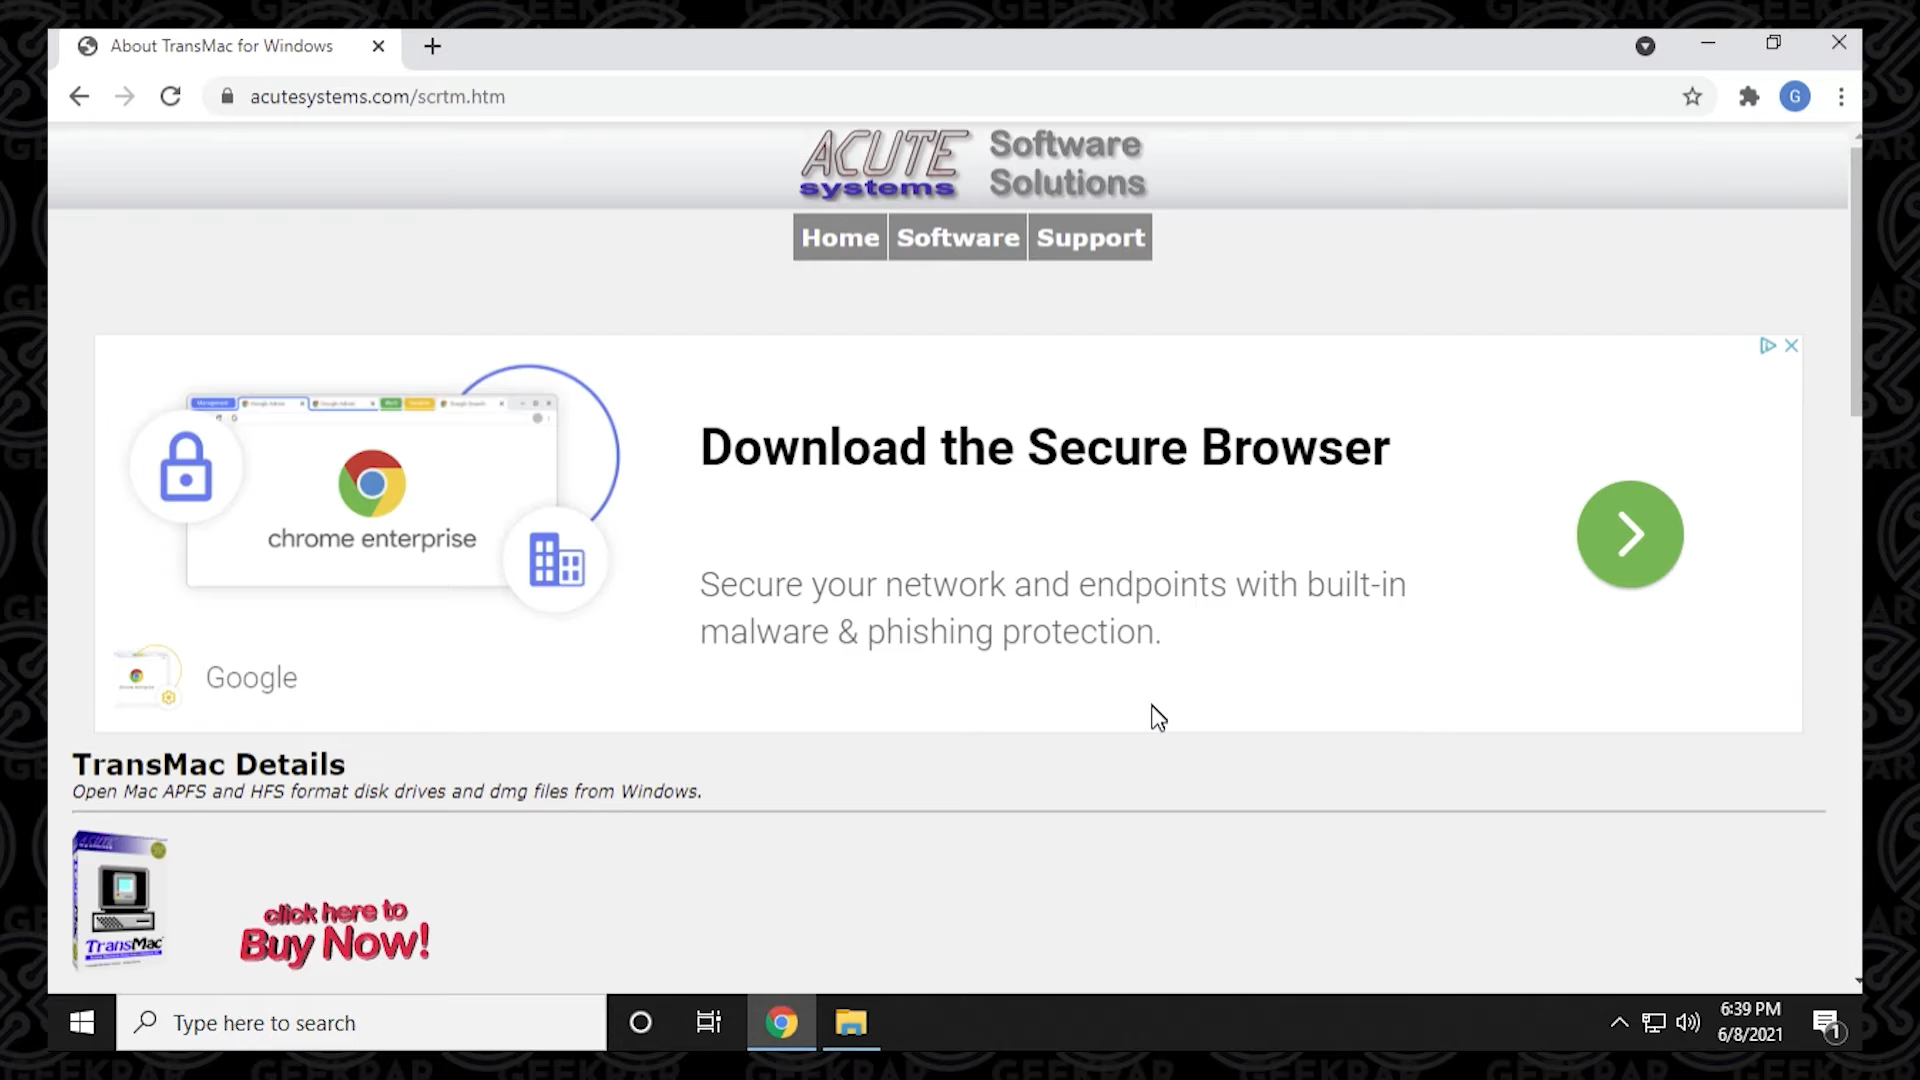 About TransMac for Windows
acutesystems.com/scrtm.htm
G
ACUTE
systems
Software
Solutions
Home
Software
Support
Download the Secure Browser
chrome enterprise
Secure your network and endpoints with built-in
malware & phishing protection.
Google
TransMac Details
Open Mac APFS and HFS format disk drives and dmg files from Windows.
TransMac
click here to
Buy Now!
Type here to search
6:39 PM
6/8/2021
1